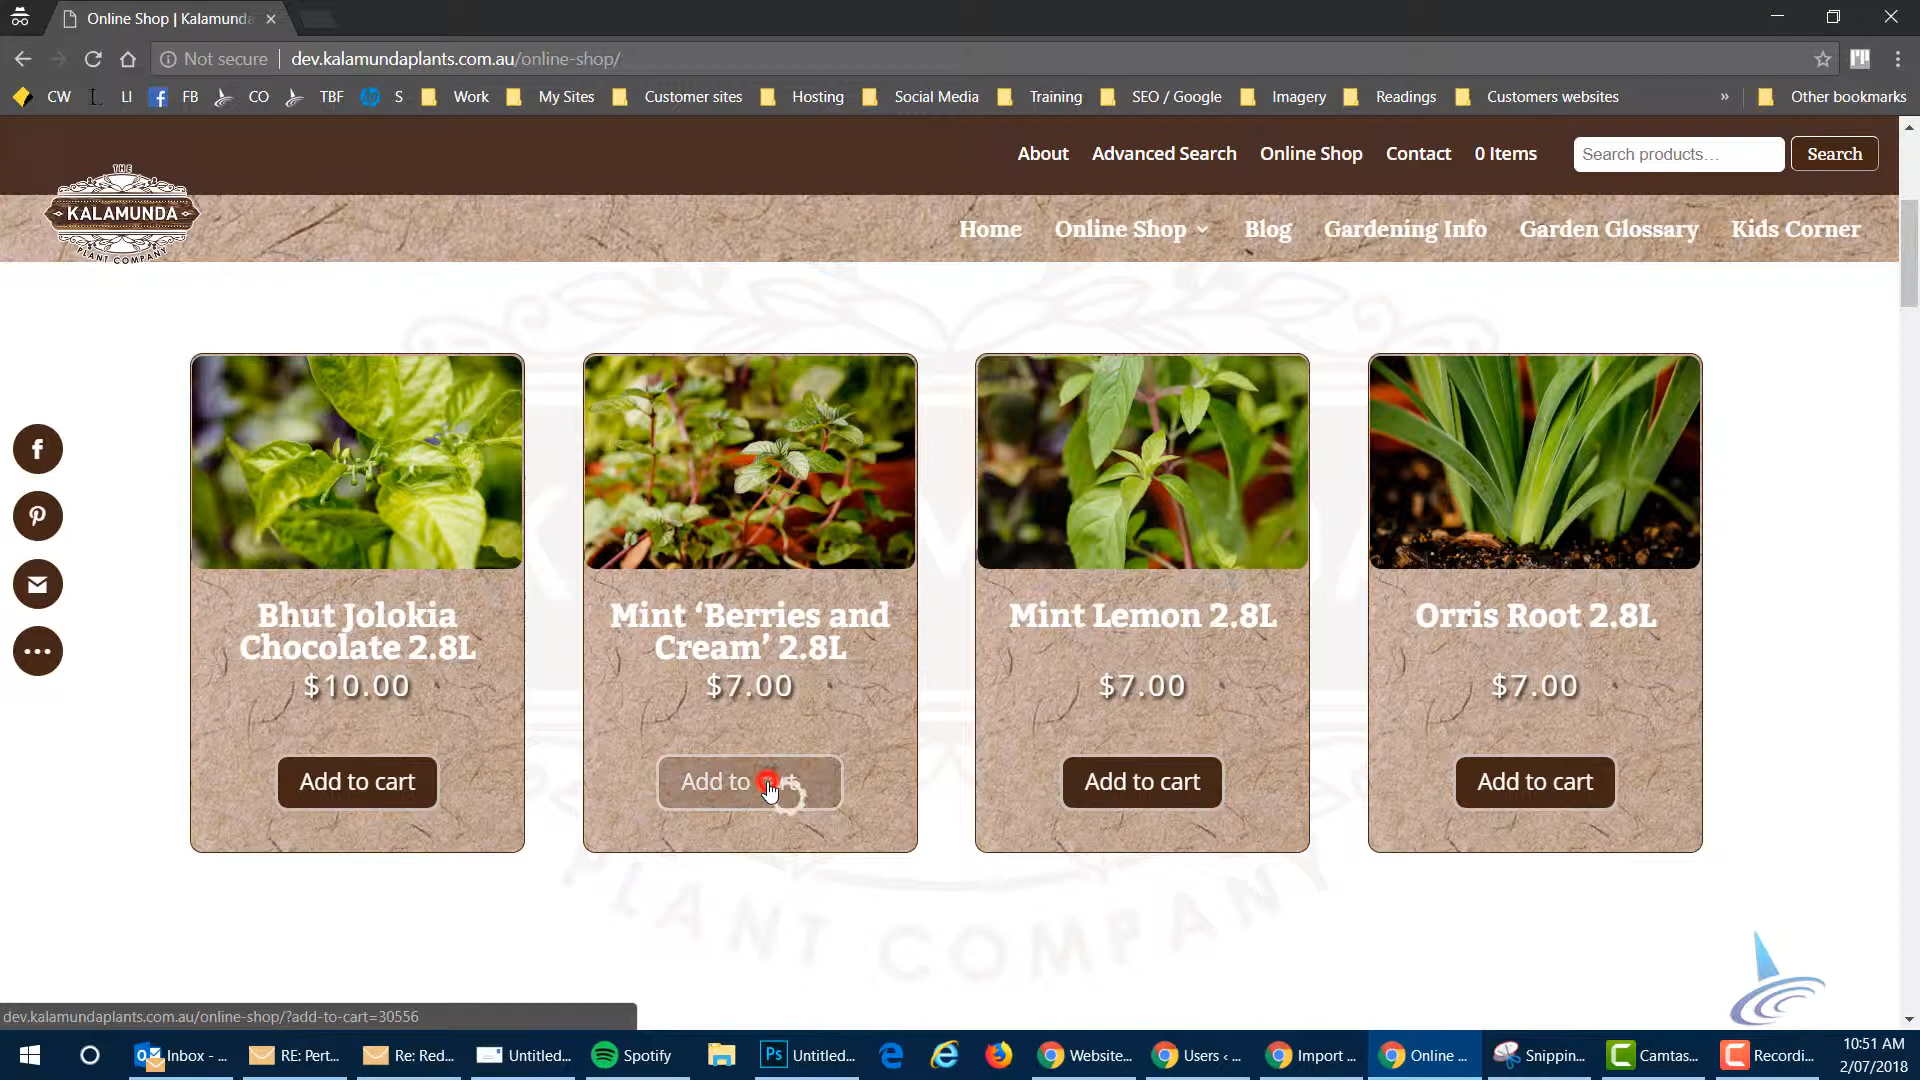 Online Shop | Kalamunda
Not secure
dev.kalamundaplants.com.au/online-shop/
CW
LI
FB
CO
TBF
S
Work
My Sites
Customer sites
Hosting
Social Media
Training
SEO / Google
Imagery
Readings
Customers websites
»
Other bookmarks
About
Advanced Search
Online Shop
Contact
0 Items
Search products…
Search
THE
KALAMUNDA
PLANT COMPANY
Home
Online Shop
Blog
Gardening Info
Garden Glossary
Kids Corner
Bhut Jolokia
Chocolate 2.8L
$10.00
Add to cart
Mint ‘Berries and
Cream’ 2.8L
$7.00
Add to
Mint Lemon 2.8L
$7.00
Add to cart
Orris Root 2.8L
$7.00
Add to cart
PLANT COMPANY
dev.kalamundaplants.com.au/online-shop/?add-to-cart=30556
Inbox - ...
RE: Pert...
Re: Red...
Untitled...
Spotify
Ps
Untitled...
Website...
Users ‹ ...
Import ...
Online ...
Snippin...
Camtas...
Recordi...
10:51 AM
2/07/2018